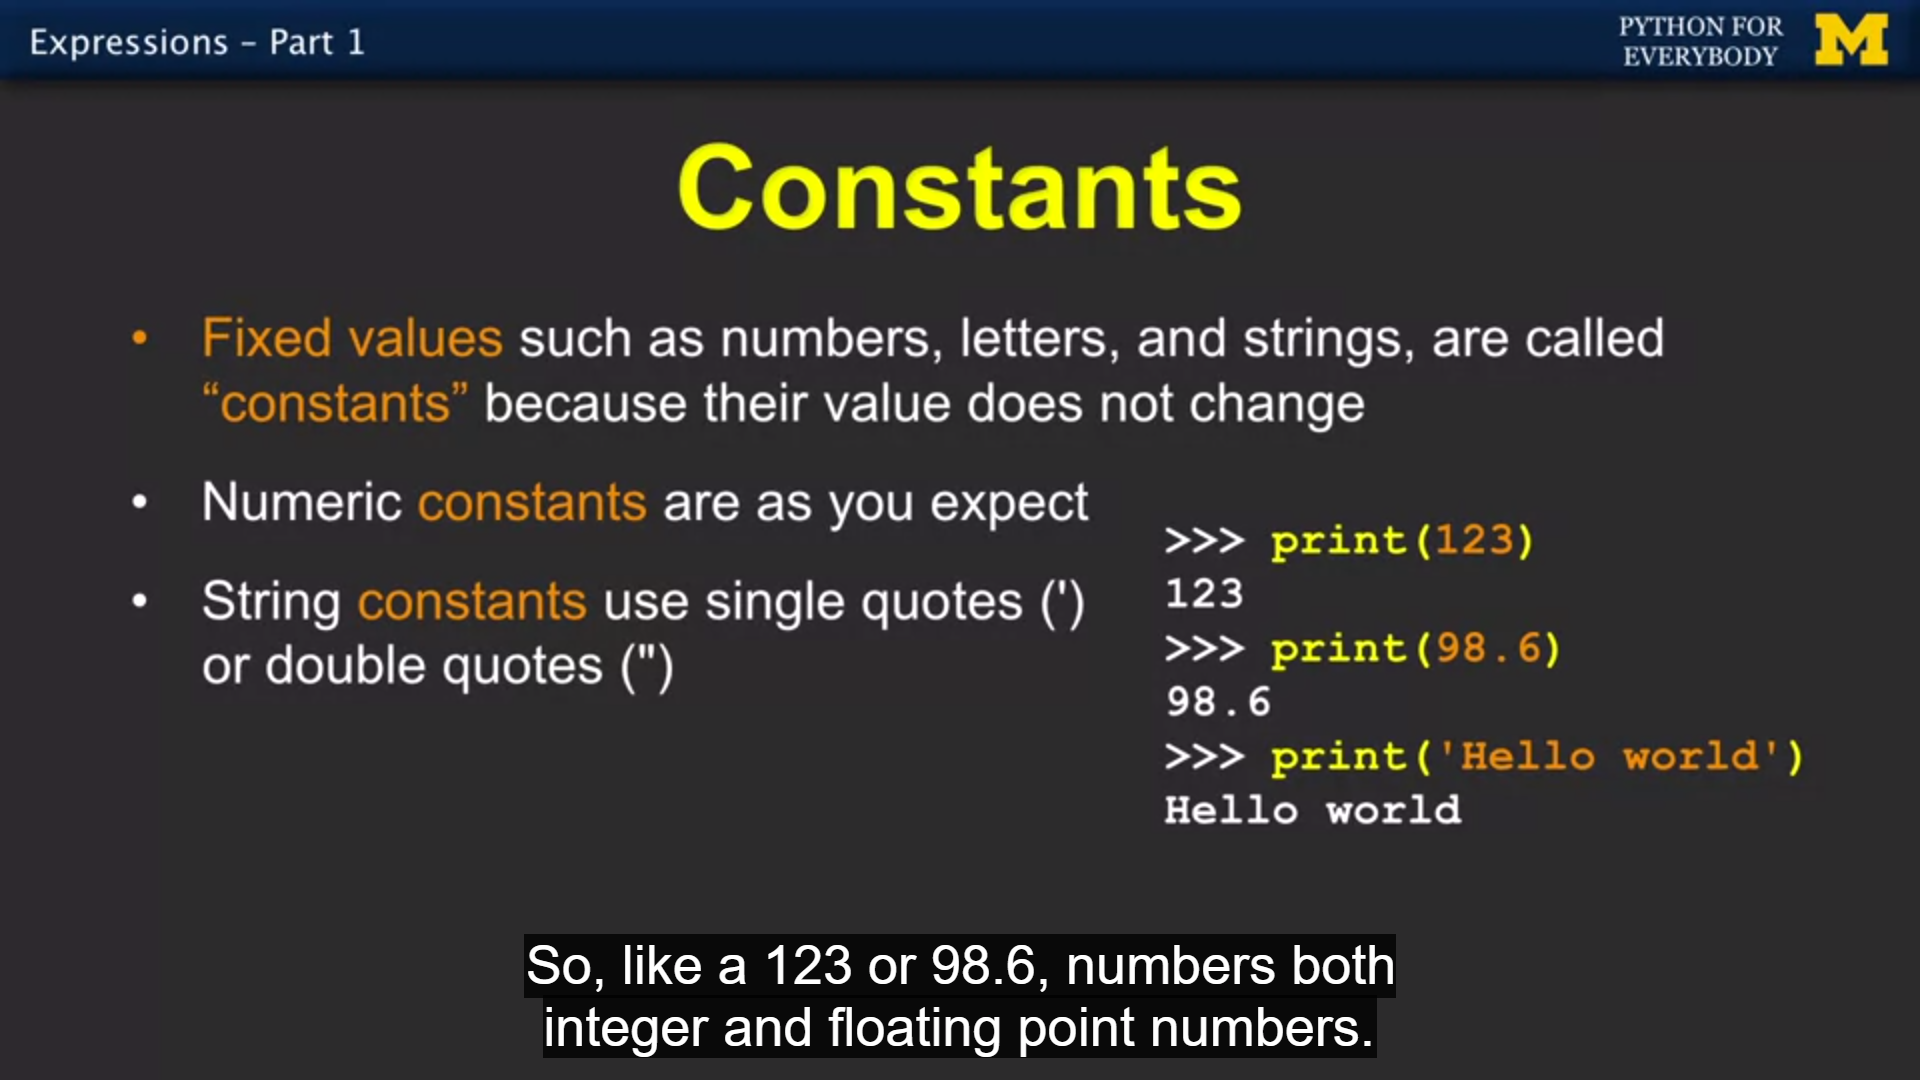 Expressions – Part 1
PYTHON FOR
EVERYBODY
M
Constants
• Fixed values such as numbers, letters, and strings, are called
“constants” because their value does not change
• Numeric constants are as you expect
• String constants use single quotes (')
or double quotes (")
>>> print(123)
123
>>> print(98.6)
98.6
>>> print('Hello world')
Hello world
So, like a 123 or 98.6, numbers both
integer and floating point numbers.